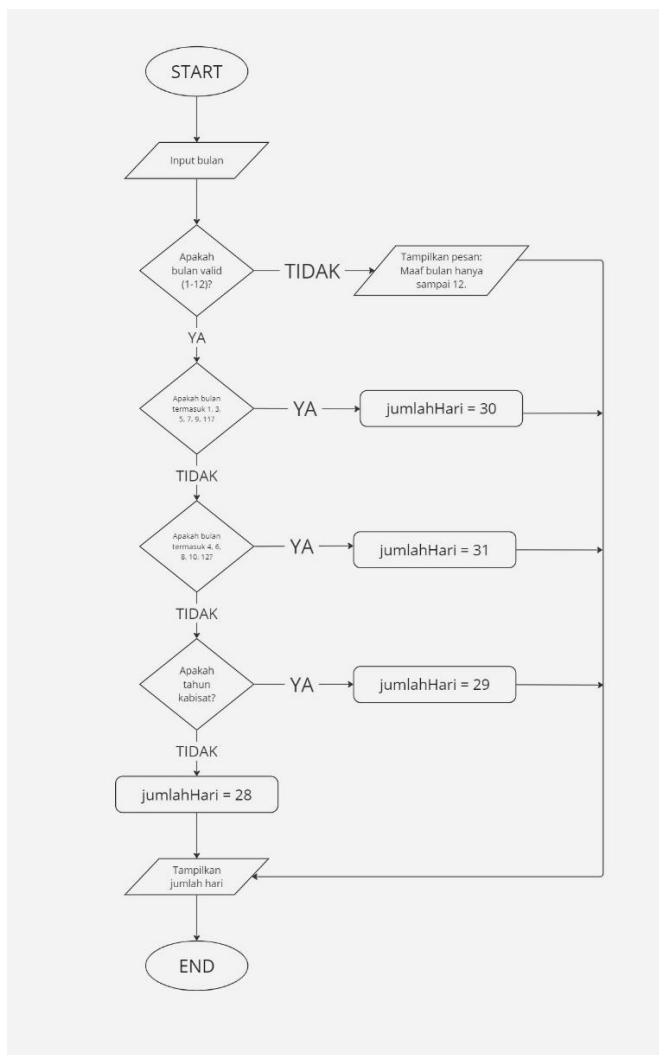 START
Input bulan
Apakah
bulan valid
(1-12)?
TIDAK
Tampilkan pesan:
Maaf bulan hanya
sampai 12.
YA
Apakah bulan
termasuk 1, 3,
5, 7, 9, 11?
YA
jumlahHari = 30
TIDAK
Apakah bulan
termasuk 4, 6,
8, 10, 12?
YA
jumlahHari = 31
TIDAK
Apakah
tahun
kabisat?
YA
jumlahHari = 29
TIDAK
jumlahHari = 28
Tampilkan
jumlah hari
END